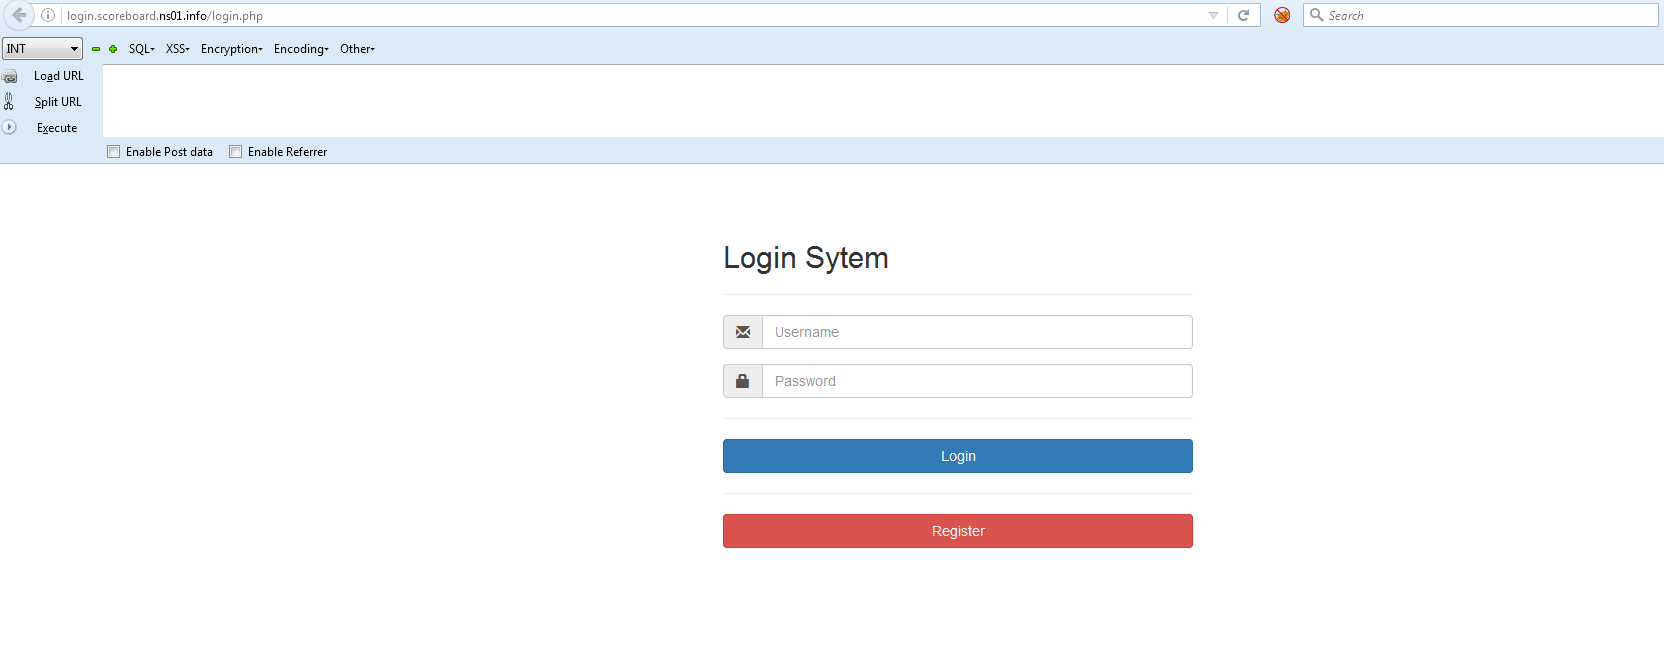 login.scoreboard.ns01.info/login.php
Search
INT SQL XSS Encryption Encoding Other
Load URL
Split URL
Execute
Enable Post data Enable Referrer
Login Sytem
Username
Password
Login
Register